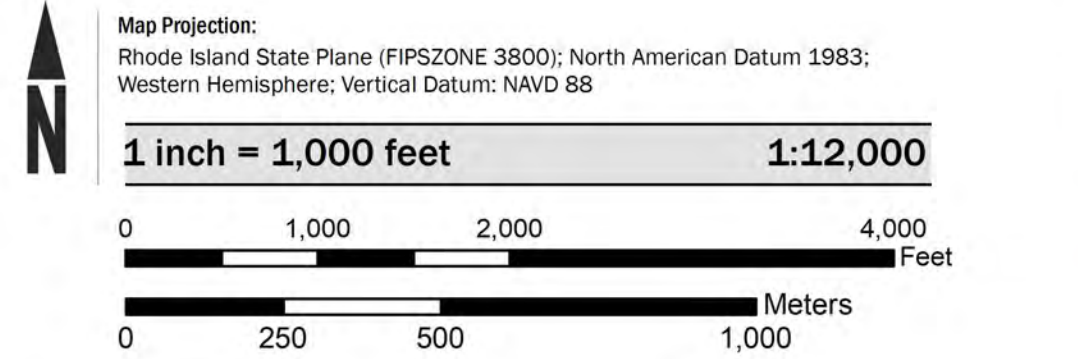 N
Map Projection:
Rhode Island State Plane (FIPSZONE 3800); North American Datum 1983;
Western Hemisphere; Vertical Datum: NAVD 88
1 inch = 1,000 feet 1:12,000
0 1,000 2,000 4,000
Feet
Meters
0 250 500 1,000